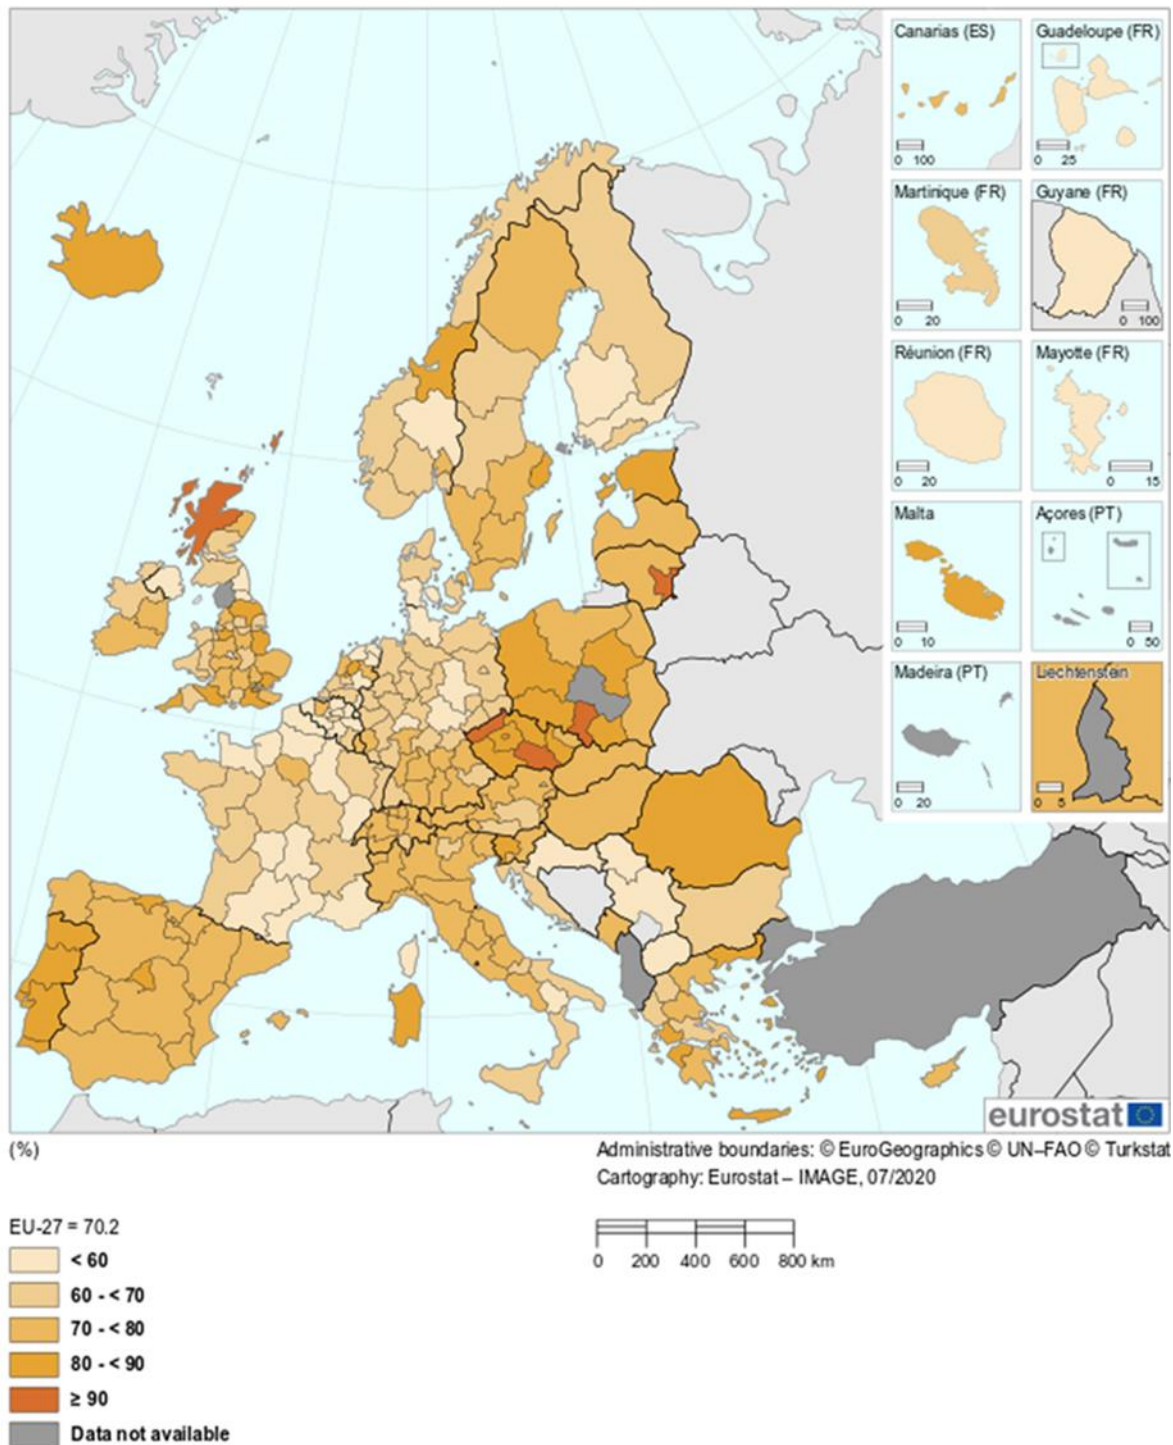 Canarias (ES)
0 100
Guadeloupe (FR)
0 25
Martinique (FR)
0 20
Guyane (FR)
0 100
Réunion (FR)
0 20
Mayotte (FR)
0 15
Malta
0 10
Açores (PT)
0 50
Madeira (PT)
0 20
Liechtenstein
0 5
eurostat
(%)
Administrative boundaries: © EuroGeographics © UN–FAO © Turkstat
Cartography: Eurostat – IMAGE, 07/2020
EU-27 = 70.2
< 60
60 - < 70
70 - < 80
80 - < 90
≥ 90
Data not available
0 200 400 600 800 km